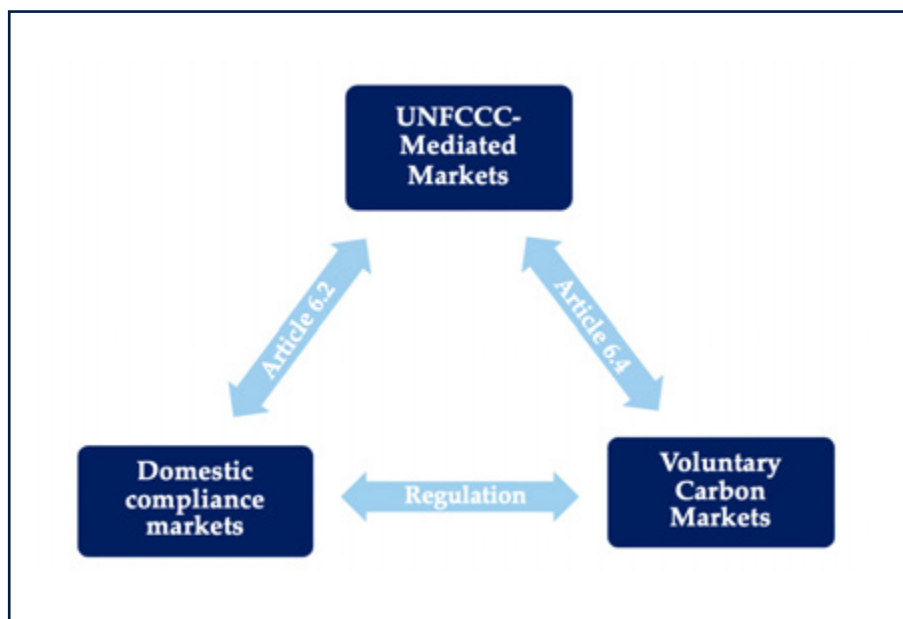 UNFCCC-
Mediated
Markets
Article 6.2
Article 6.4
Domestic
compliance
markets
Regulation
Voluntary
Carbon
Markets